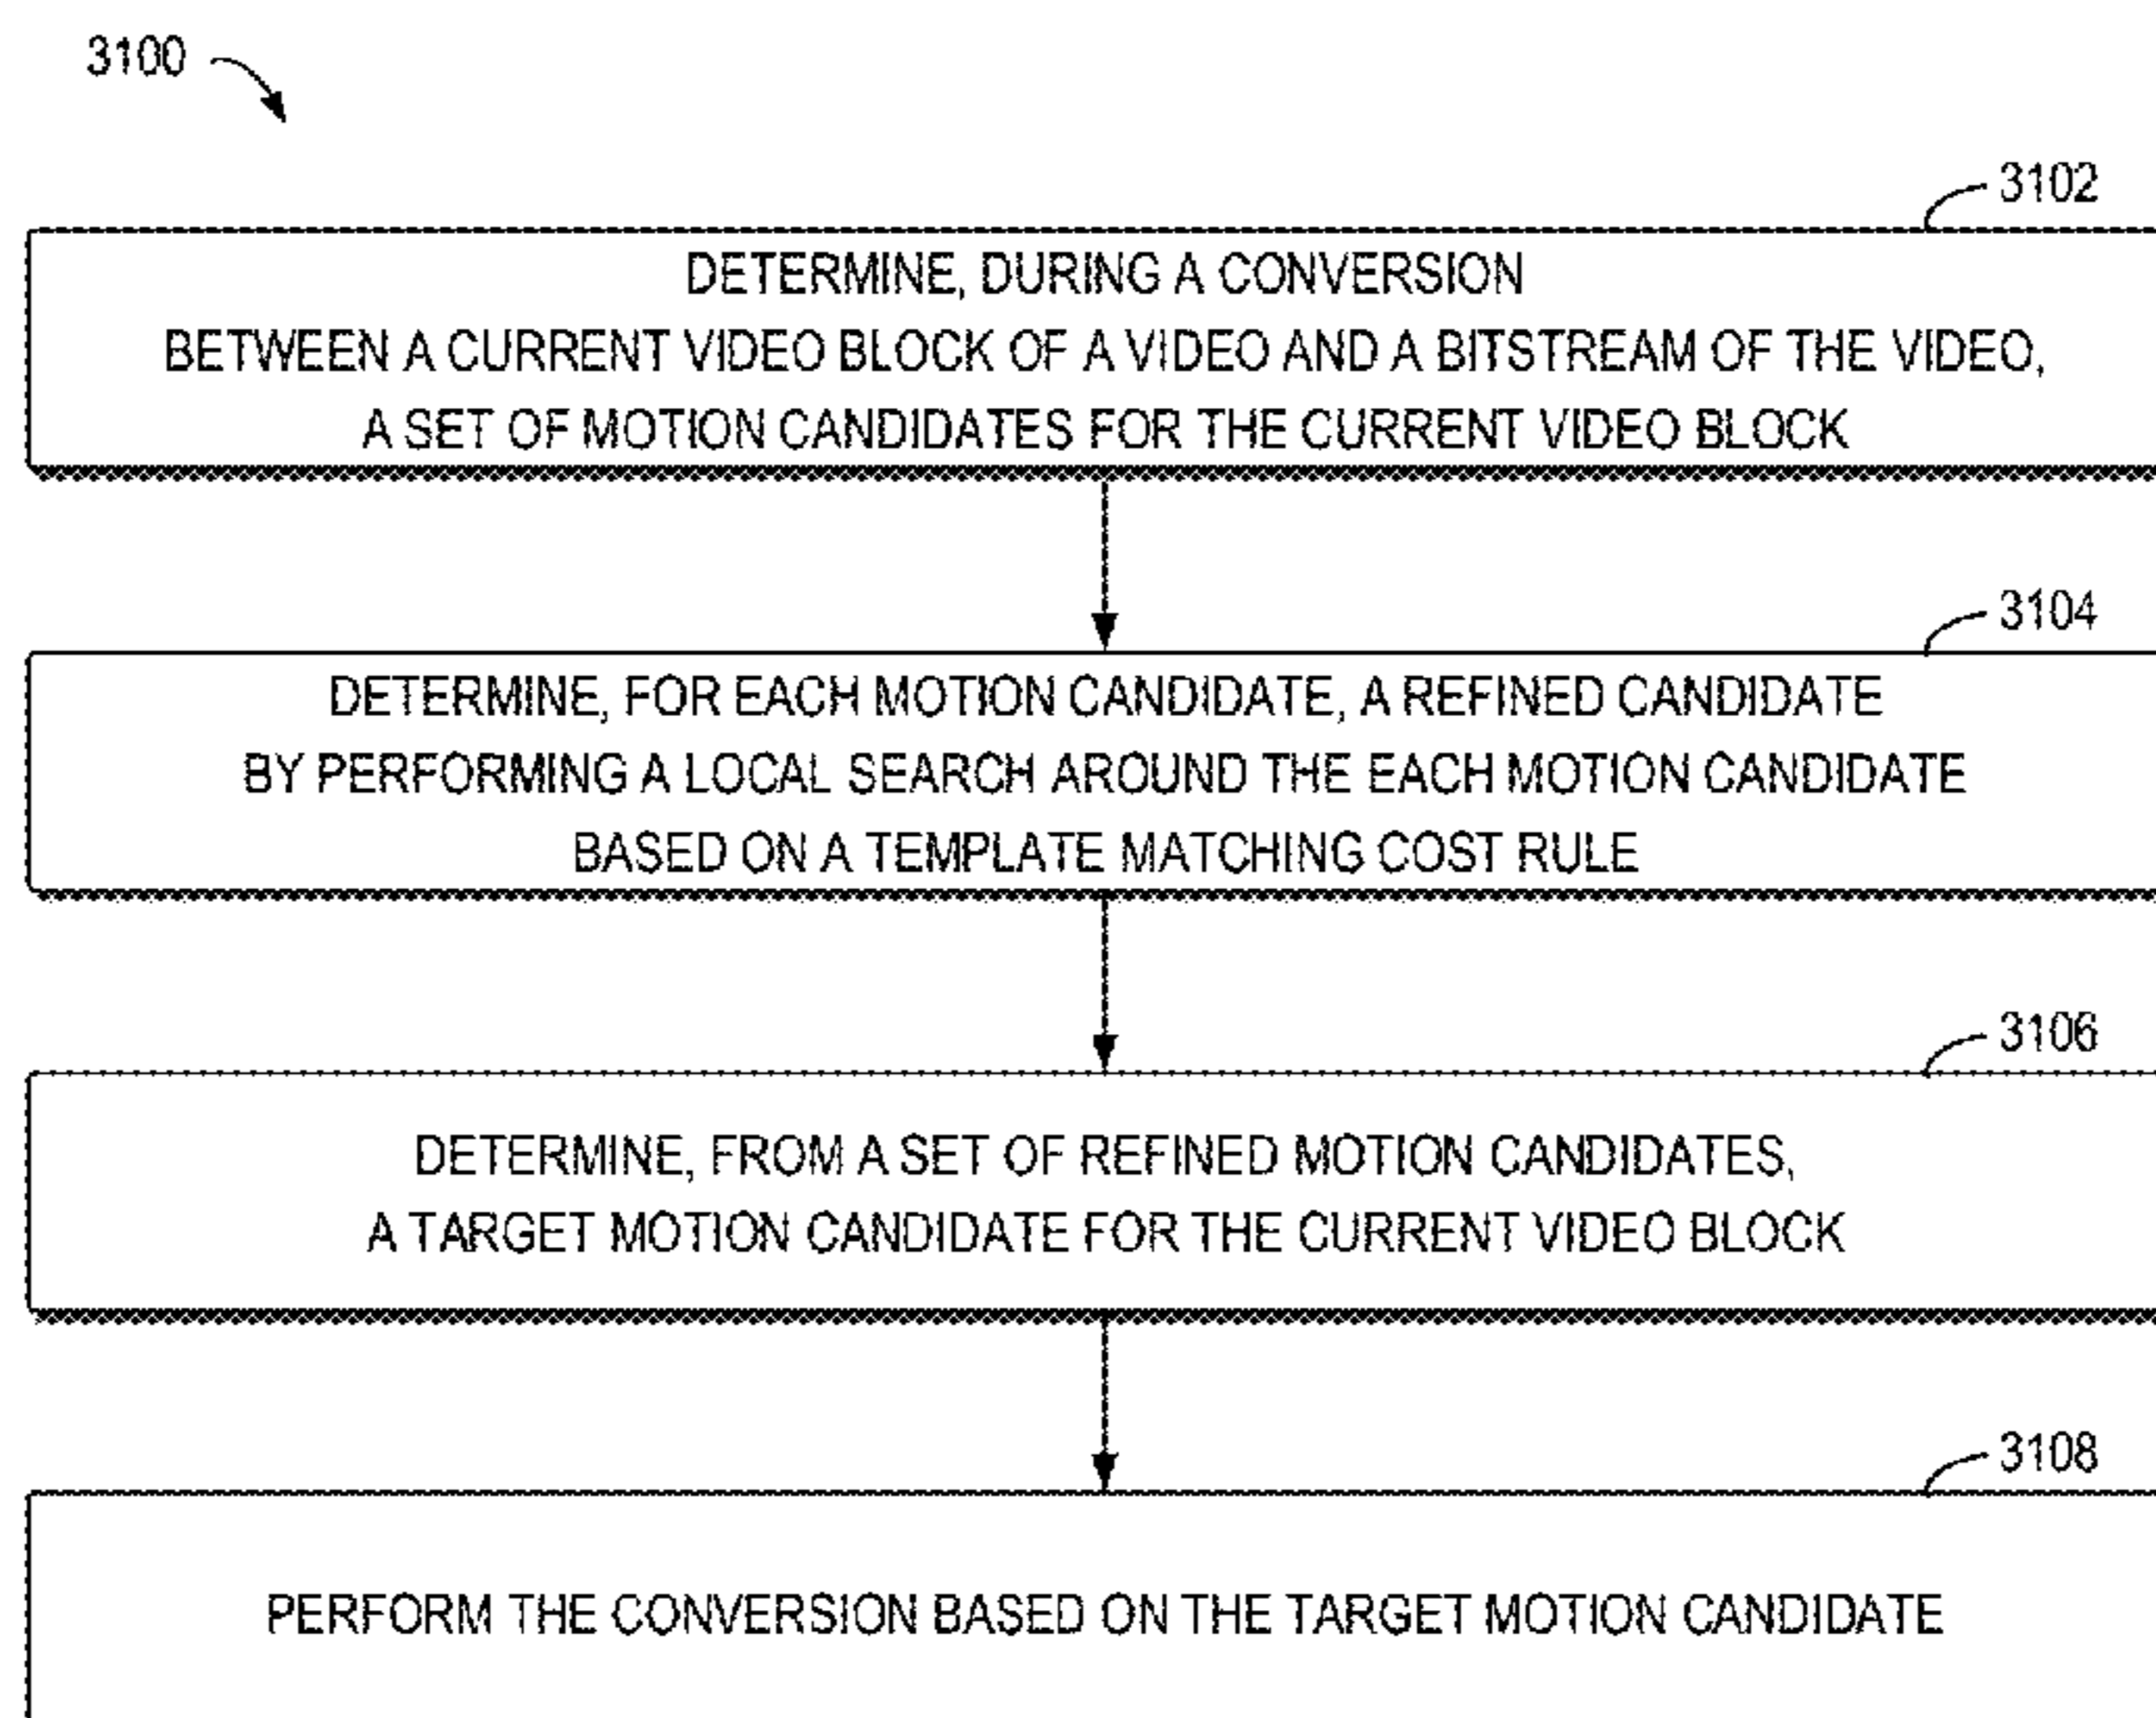 3100
3102
DETERMINE, DURING A CONVERSION
BETWEEN A CURRENT VIDEO BLOCK OF A VIDEO AND A BITSTREAM OF THE VIDEO,
A SET OF MOTION CANDIDATES FOR THE CURRENT VIDEO BLOCK
3104
DETERMINE, FOR EACH MOTION CANDIDATE, A REFINED CANDIDATE
BY PERFORMING A LOCAL SEARCH AROUND THE EACH MOTION CANDIDATE
BASED ON A TEMPLATE MATCHING COST RULE
3106
DETERMINE, FROM A SET OF REFINED MOTION CANDIDATES,
A TARGET MOTION CANDIDATE FOR THE CURRENT VIDEO BLOCK
3108
PERFORM THE CONVERSION BASED ON THE TARGET MOTION CANDIDATE